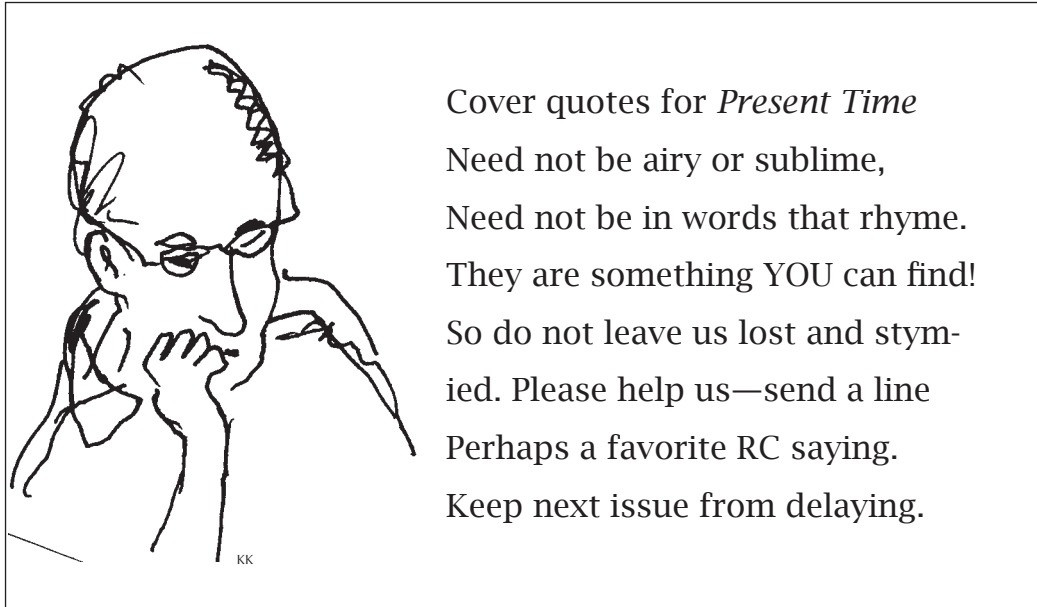 Cover quotes for Present Time
Need not be airy or sublime,
Need not be in words that rhyme.
They are something YOU can find!
So do not leave us lost and stym-
ied. Please help us—send a line
Perhaps a favorite RC saying.
Keep next issue from delaying.
KK